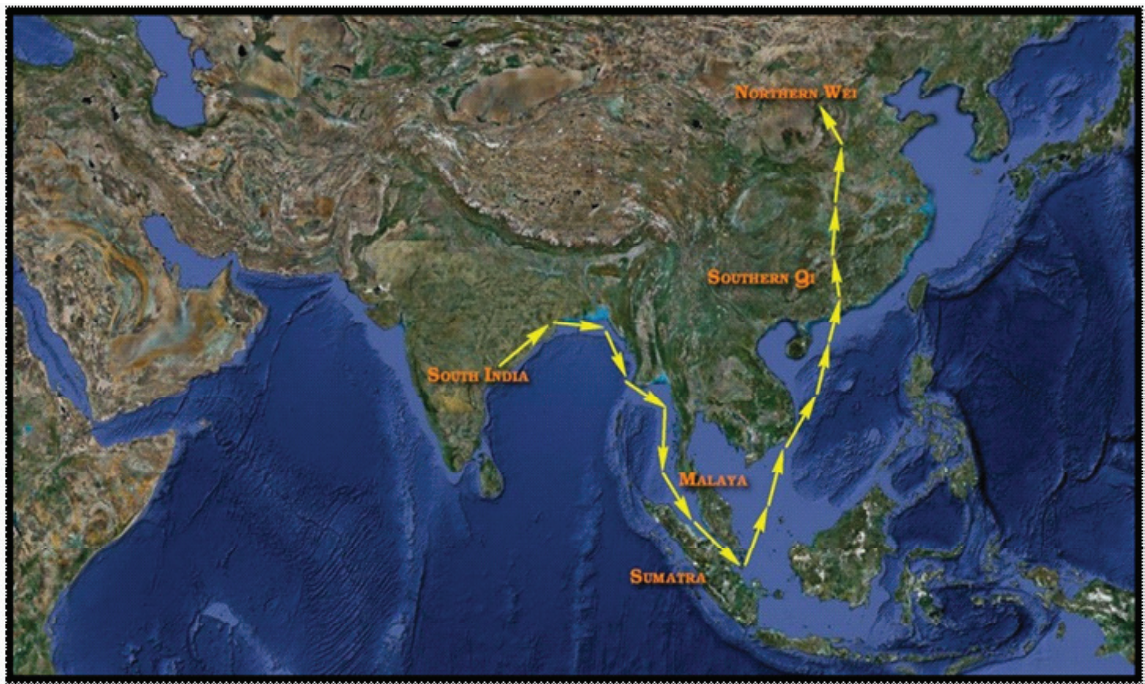 NORTHERN WEI
SOUTHERN QI
SOUTH INDIA
MALAYA
SUMATRA